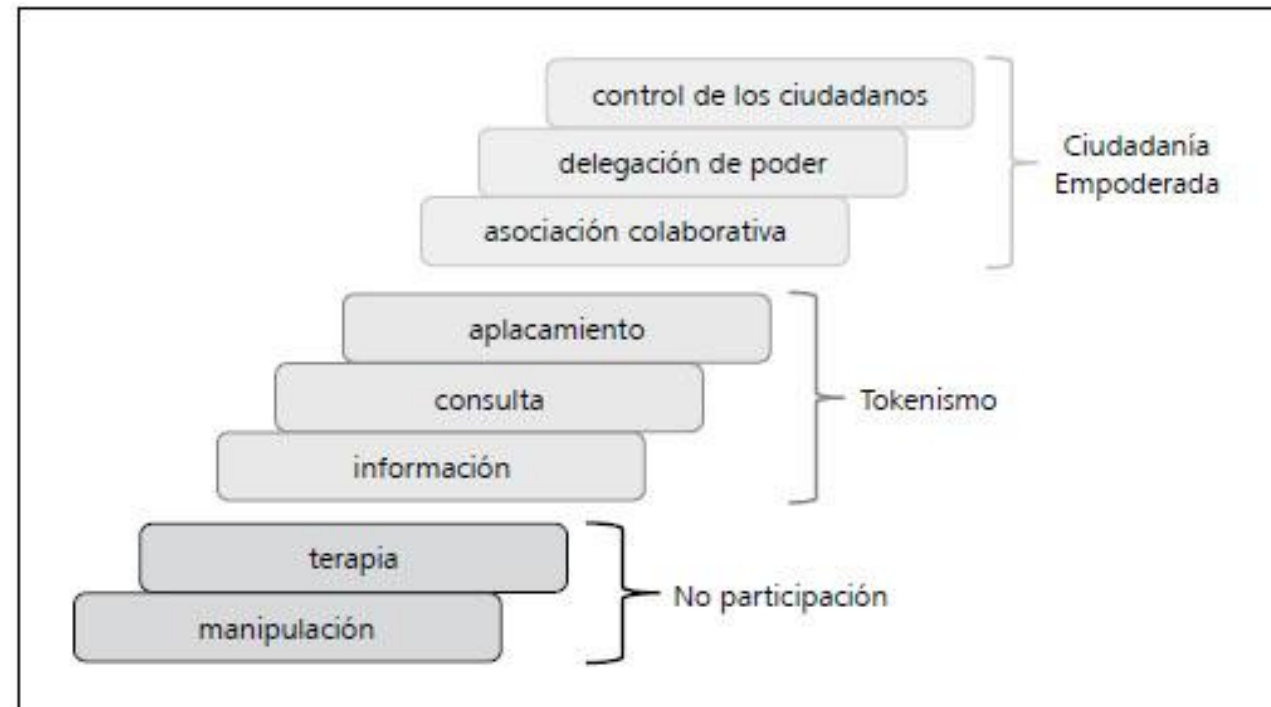 control de los ciudadanos
delegación de poder
asociación colaborativa
Ciudadanía
Empoderada
aplacamiento
consulta
información
Tokenismo
terapia
manipulación
No participación